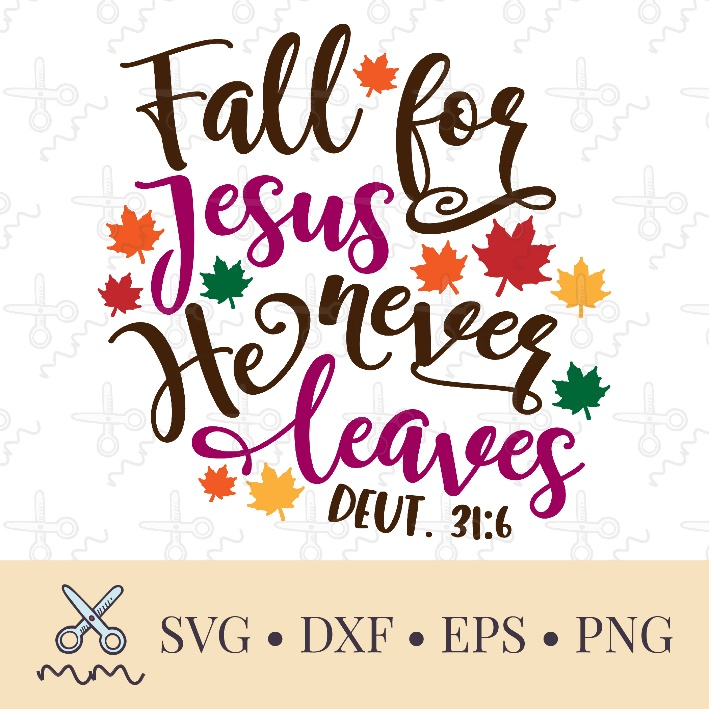 Fall for
Jesus
He never
leaves
DEUT. 31:6
SVG • DXF • EPS • PNG